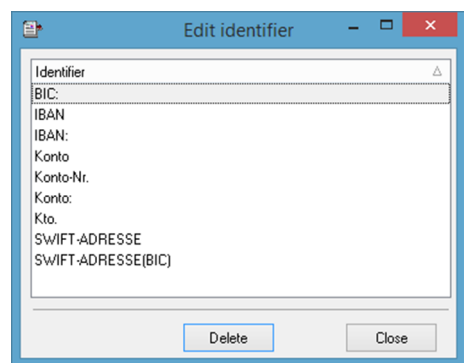 Edit identifier
Identifier
BIC:
IBAN
IBAN:
Konto
Konto-Nr.
Konto:
Kto.
SWIFT-ADRESSE
SWIFT-ADRESSE(BIC)
Delete Close